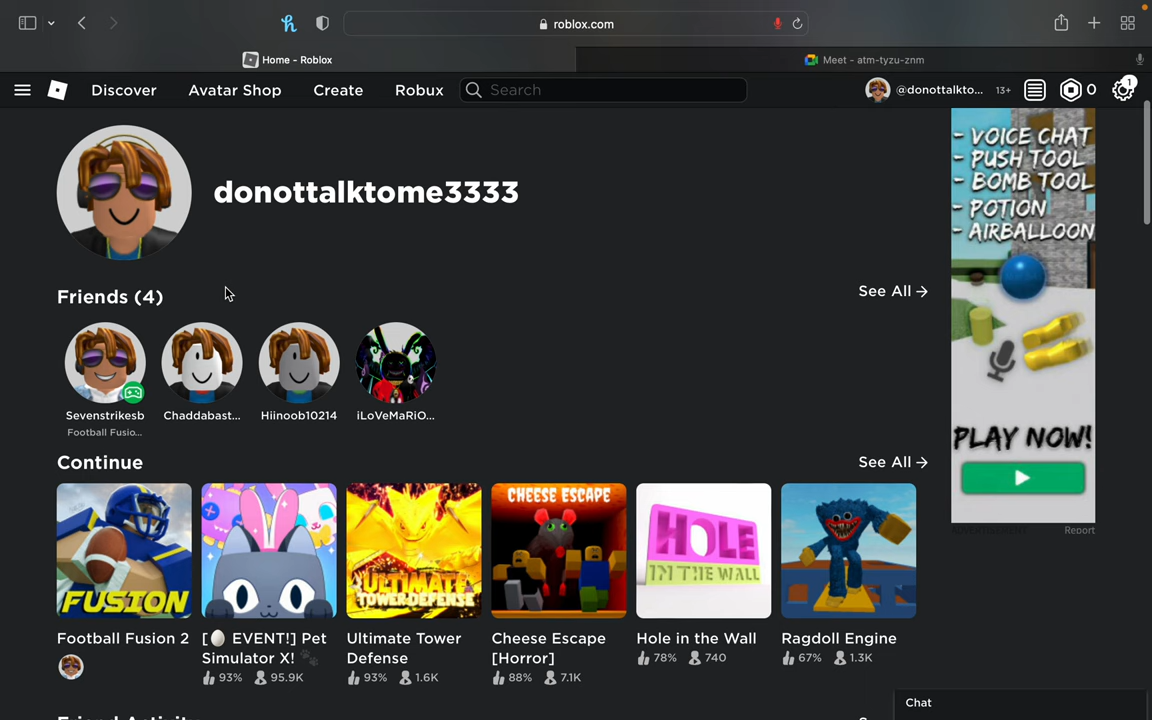 roblox.com
Home - Roblox
Meet - atm-tyzu-znm
Discover
Avatar Shop
Create
Robux
Search
@donottalkto...
13+
0
1
donottalktome3333
- VOICE CHAT
- PUSH TOOL
- BOMB TOOL
- POTION
- AIRBALLOON
PLAY NOW!
Report
Friends (4)
See All →
Sevenstrikesb
Football Fusio...
Chaddabast...
Hiinoob10214
iLoVeMaRiO...
Continue
See All →
FUSION
ULTIMATE
TOWER DEFENSE
CHEESE ESCAPE
HOLE
IN THE WALL
Football Fusion 2
[🥚 EVENT!] Pet
Simulator X! 🐾
93% 95.9K
Ultimate Tower
Defense
93% 1.6K
Cheese Escape
[Horror]
88% 7.1K
Hole in the Wall
78% 740
Ragdoll Engine
67% 1.3K
Chat